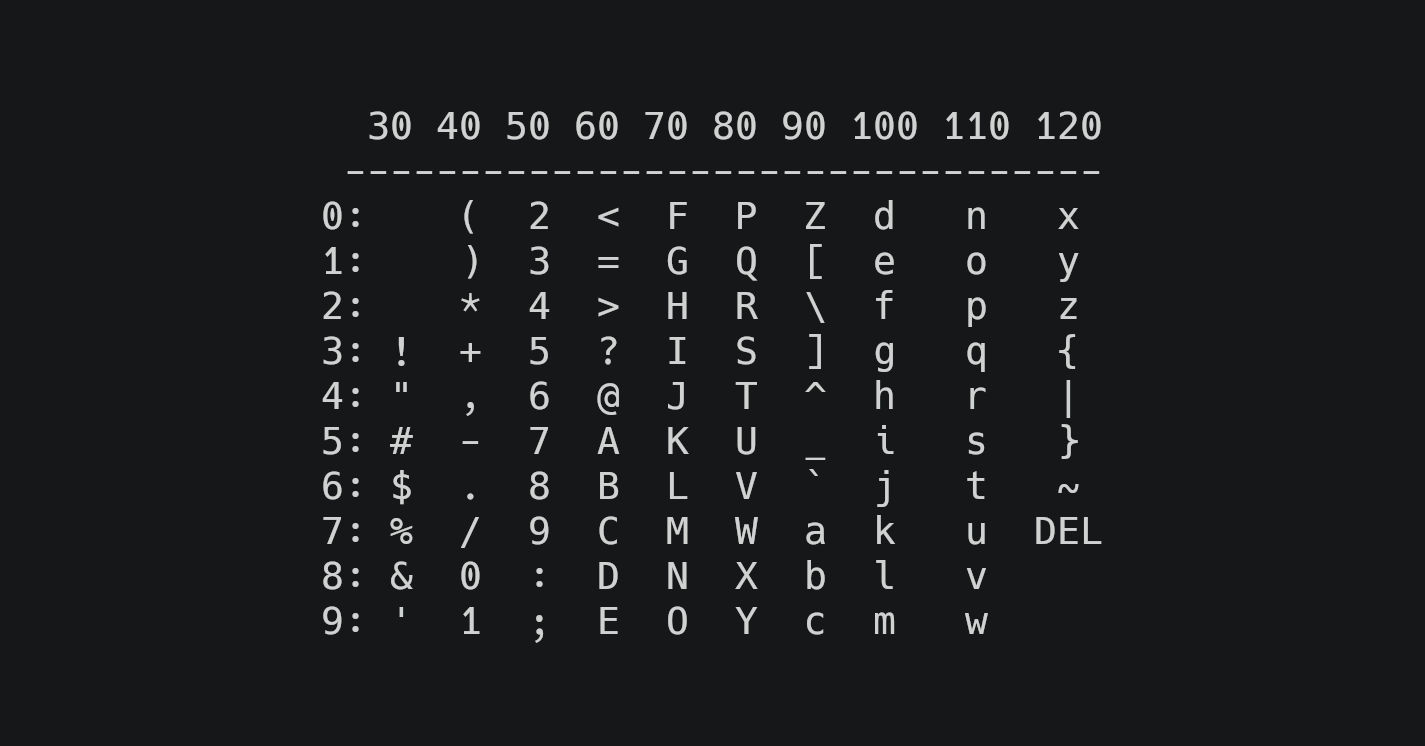 30 40 50 60 70 80 90 100 110 120
 ---------------------------------
0:    (  2  <  F  P  Z  d   n   x
1:    )  3  =  G  Q  [  e   o   y
2:    *  4  >  H  R  \  f   p   z
3: !  +  5  ?  I  S  ]  g   q   {
4: "  ,  6  @  J  T  ^  h   r   |
5: #  -  7  A  K  U  _  i   s   }
6: $  .  8  B  L  V  `  j   t   ~
7: %  /  9  C  M  W  a  k   u  DEL
8: &  0  :  D  N  X  b  l   v
9: '  1  ;  E  O  Y  c  m   w